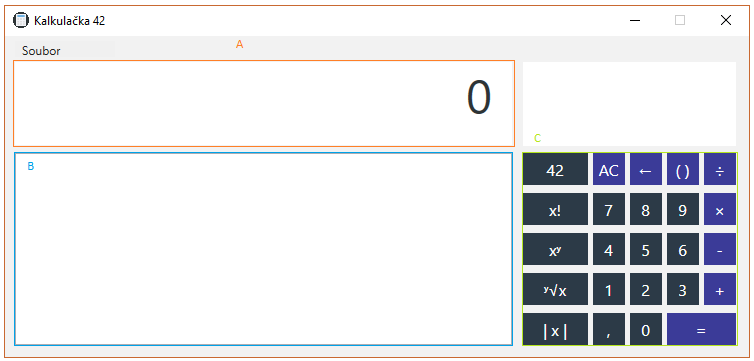 Kalkulačka 42
Soubor
A
0
C
B
42 AC ← ( ) ÷
x! 7 8 9 ×
xʸ 4 5 6 -
ʸ√x 1 2 3 +
| x | , 0 =